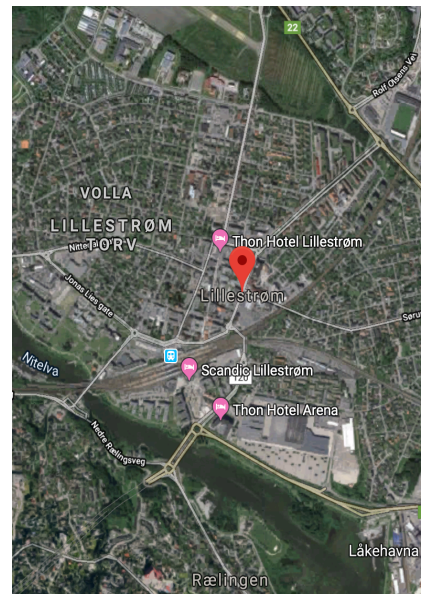 22
Rolf Olsens Vei
VOLLA
LILLESTRØM
TORV
Thon Hotel Lillestrøm
Lillestrøm
Jonas Lies gate
Søru
Nitelva
Scandic Lillestrøm
120
Thon Hotel Arena
Nedre Rælingsveg
Låkehavna
Rælingen